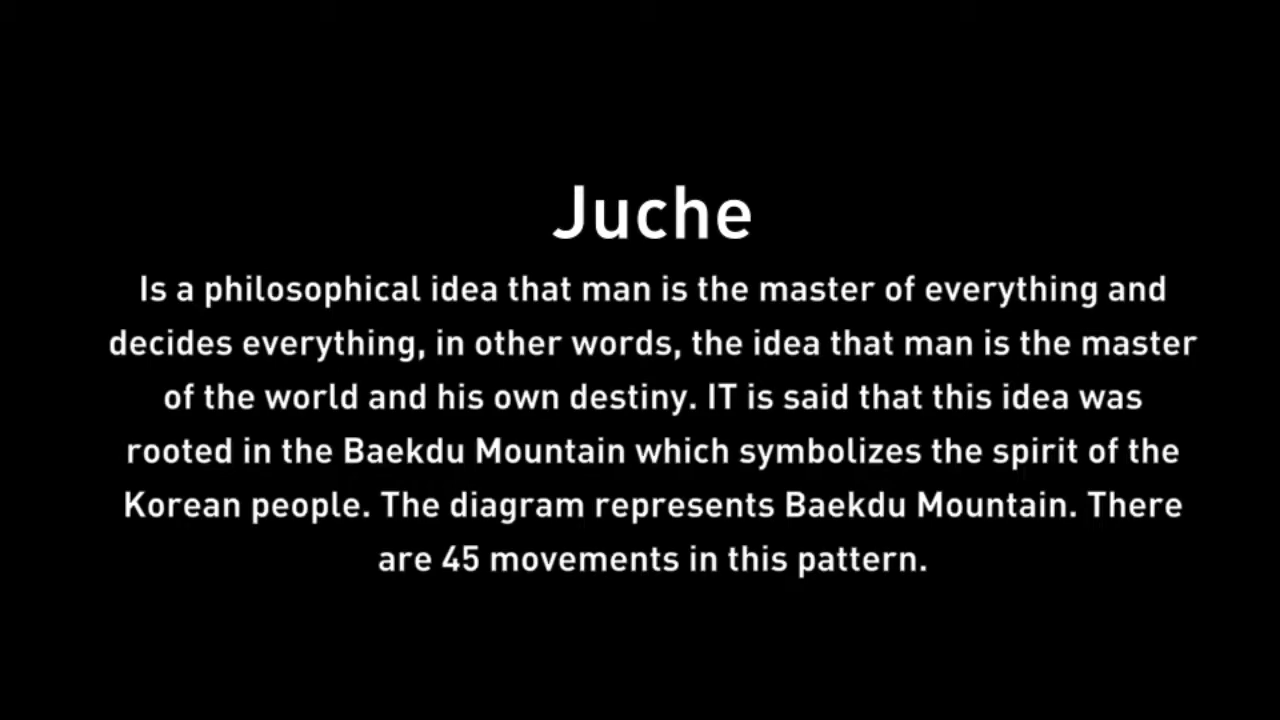 Juche
Is a philosophical idea that man is the master of everything and
decides everything, in other words, the idea that man is the master
of the world and his own destiny. IT is said that this idea was
rooted in the Baekdu Mountain which symbolizes the spirit of the
Korean people. The diagram represents Baekdu Mountain. There
are 45 movements in this pattern.